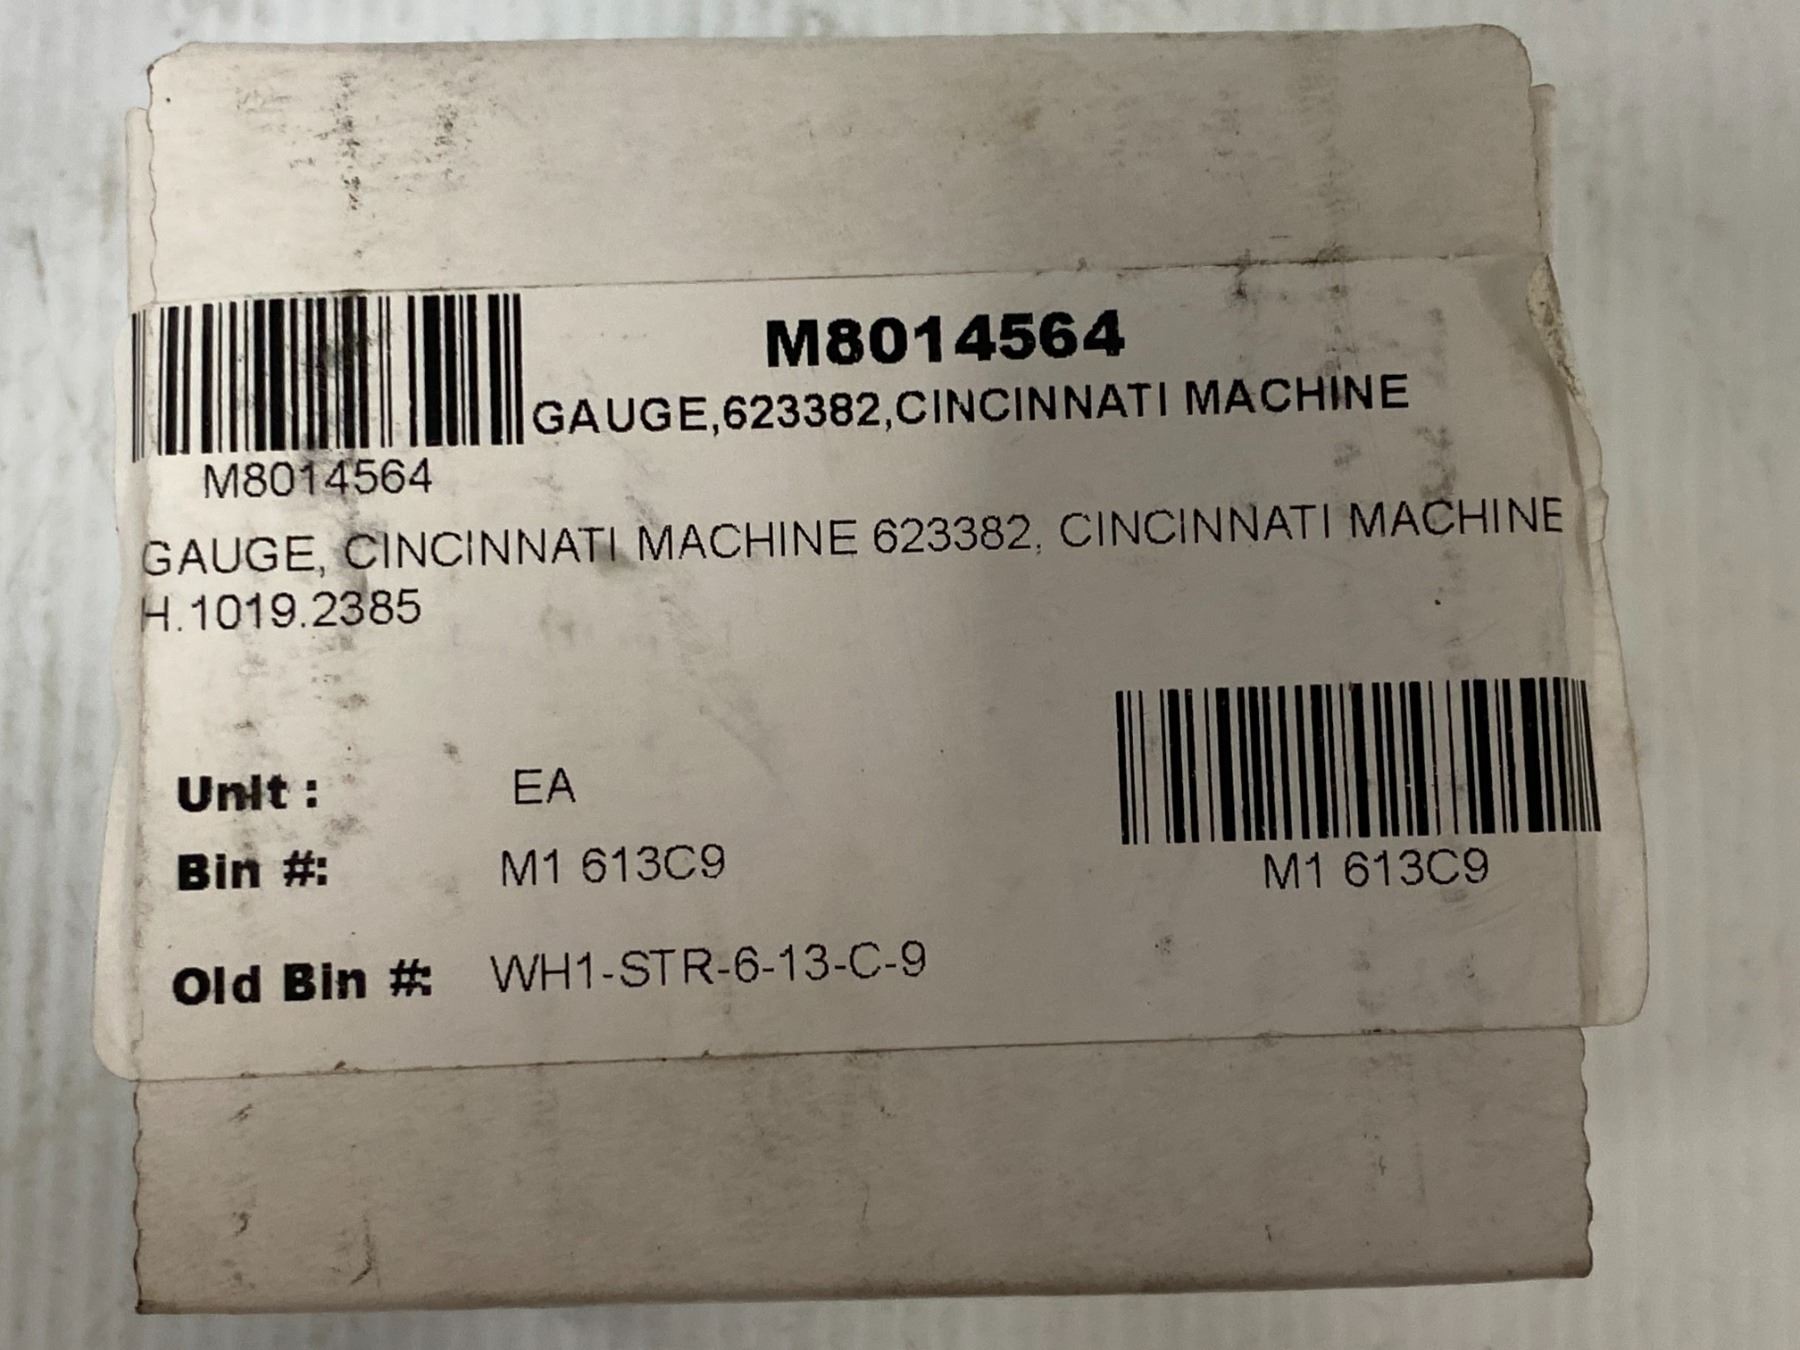 M8014564
GAUGE,623382,CINCINNATI MACHINE
M8014564
GAUGE, CINCINNATI MACHINE 623382, CINCINNATI MACHINE
H.1019.2385
Unit : EA
Bin #: M1 613C9
M1 613C9
Old Bin #: WH1-STR-6-13-C-9